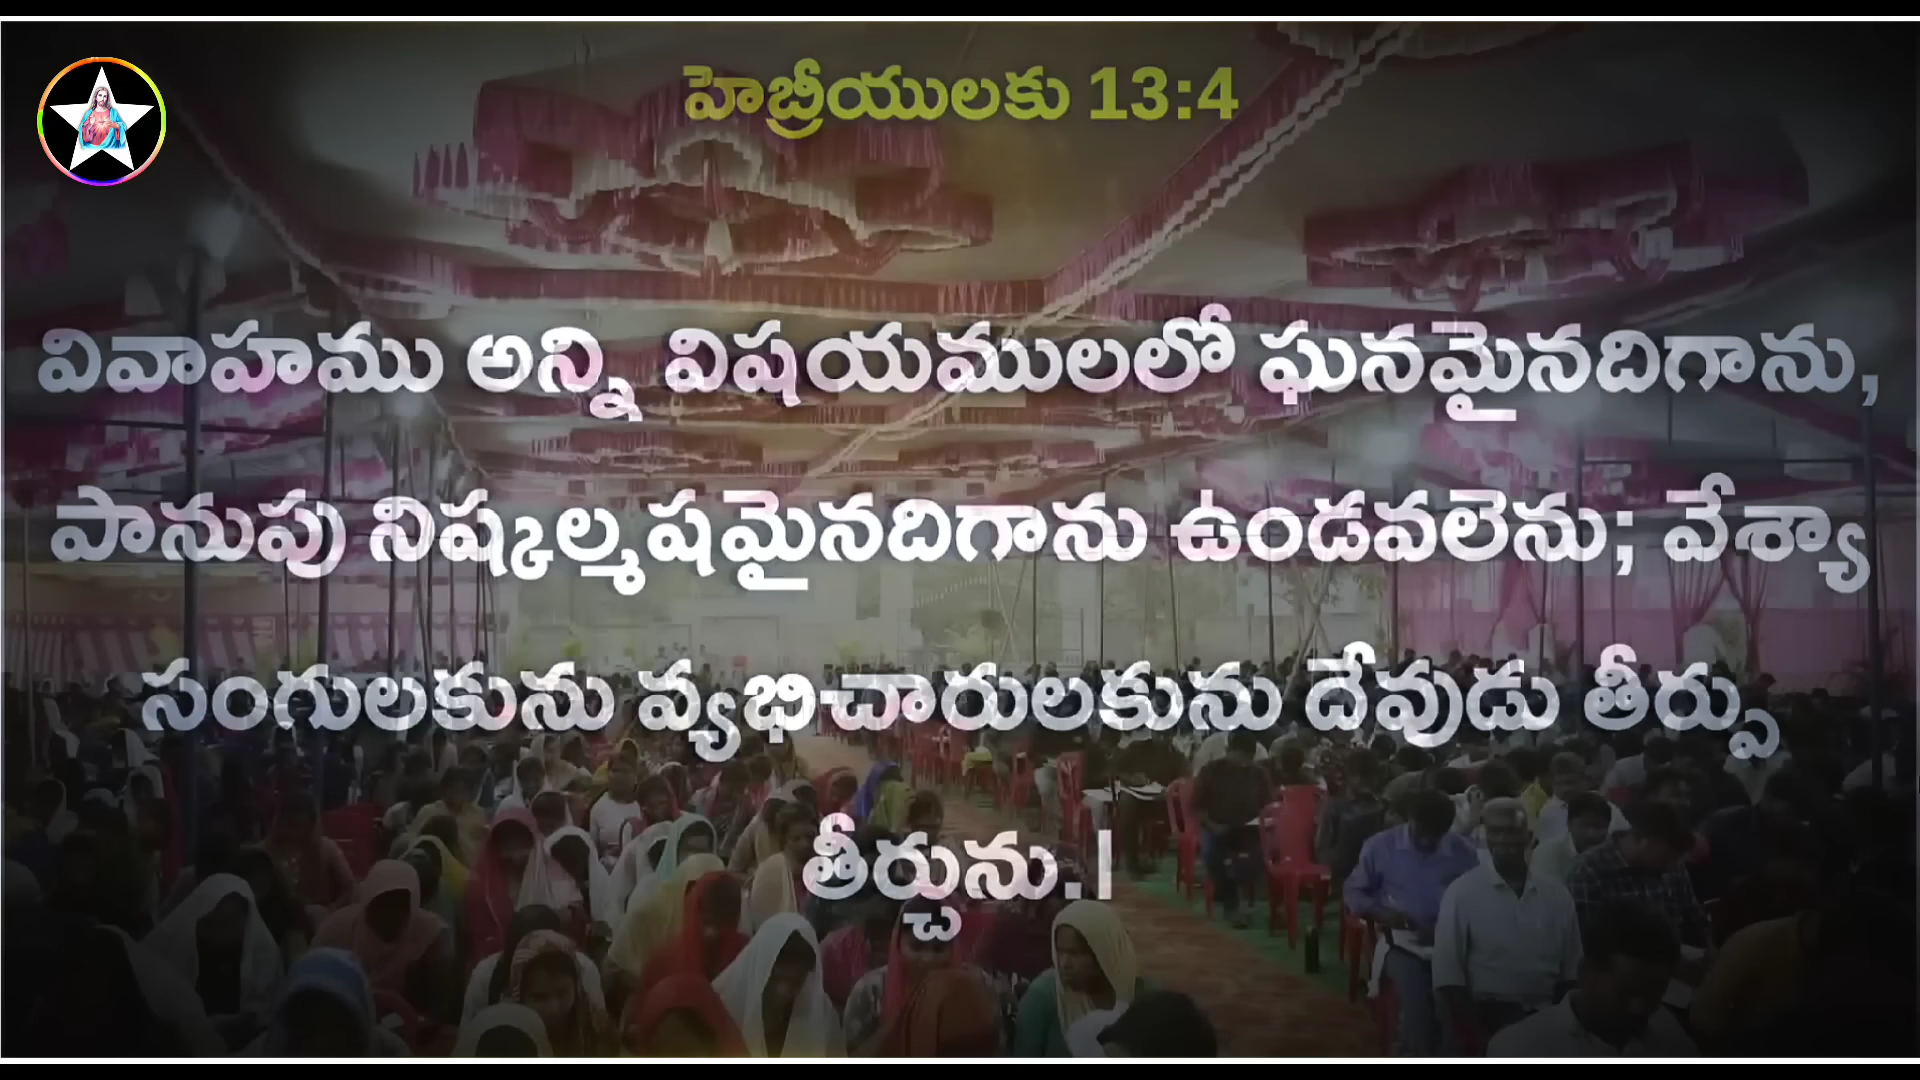 హెబ్రీయులకు 13:4
వివాహము అన్ని విషయములలో ఘనమైనదిగాను,
పానుపు నిష్కల్మషమైనదిగాను ఉండవలెను; వేశ్యా
సంగులకును వ్యభిచారులకును దేవుడు తీర్పు
తీర్చును.|